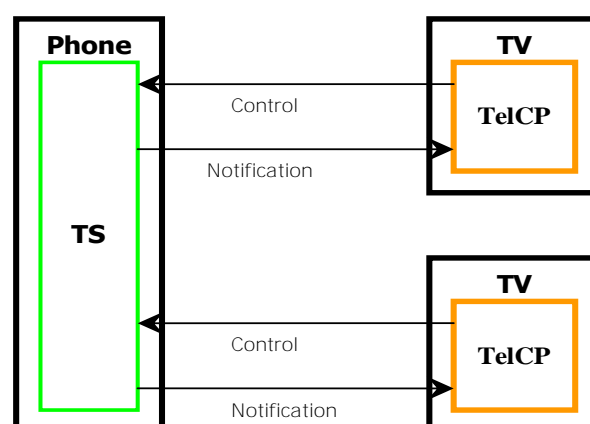 Phone
TV
Control
TelCP
Notification
TS
TV
Control
TelCP
Notification